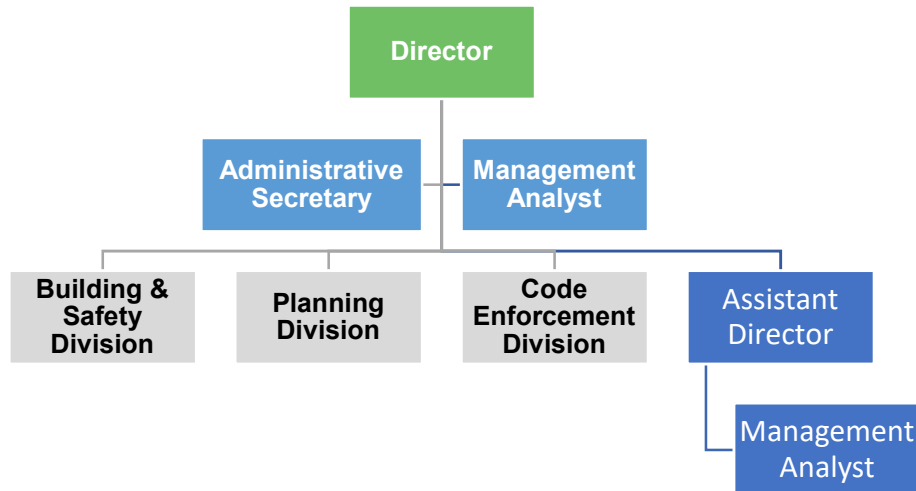 Director
Administrative
Secretary
Management
Analyst
Building &
Safety
Division
Planning
Division
Code
Enforcement
Division
Assistant
Director
Management
Analyst